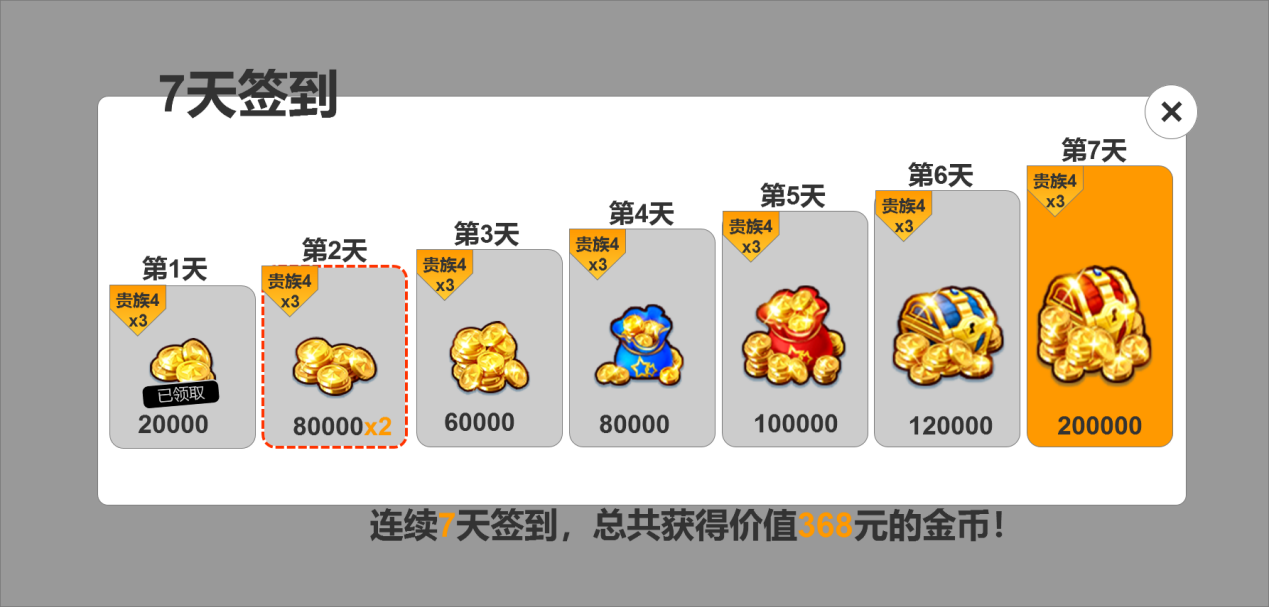 7天签到
×
第1天
贵族4
x3
已领取
20000
第2天
贵族4
x3
80000x2
第3天
贵族4
x3
60000
第4天
贵族4
x3
80000
第5天
贵族4
x3
100000
第6天
贵族4
x3
120000
第7天
贵族4
x3
200000
连续7天签到，总共获得价值368元的金币！